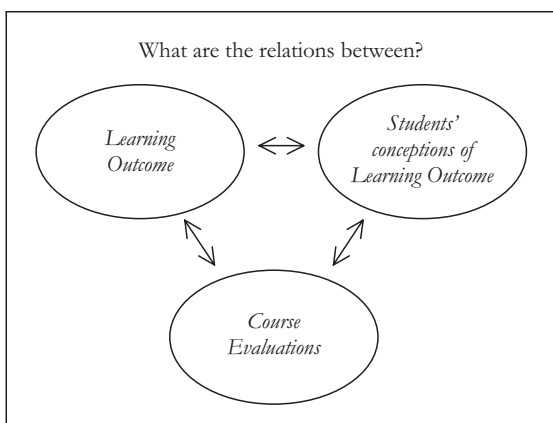 What are the relations between?
Learning
Outcome
Students’
conceptions of
Learning Outcome
Course
Evaluations